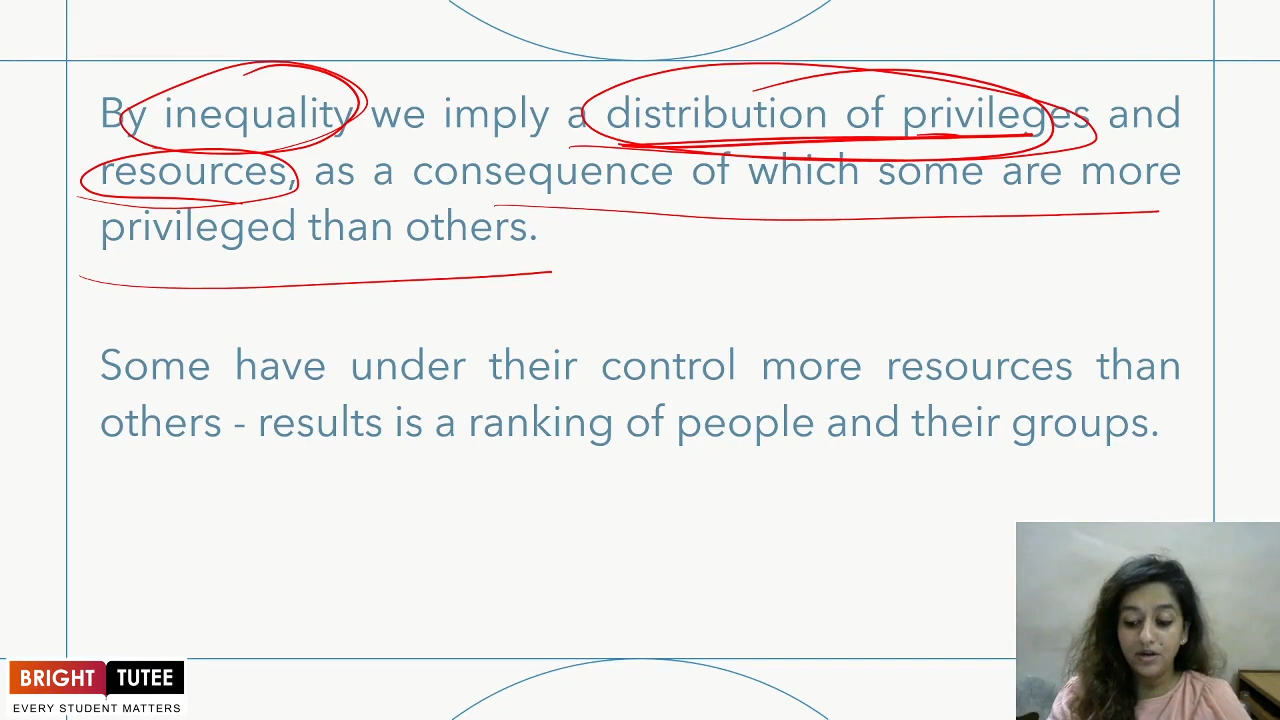 By inequality we imply a distribution of privileges and
resources, as a consequence of which some are more
privileged than others.
Some have under their control more resources than
others - results is a ranking of people and their groups.
BRIGHT TUTEE
EVERY STUDENT MATTERS